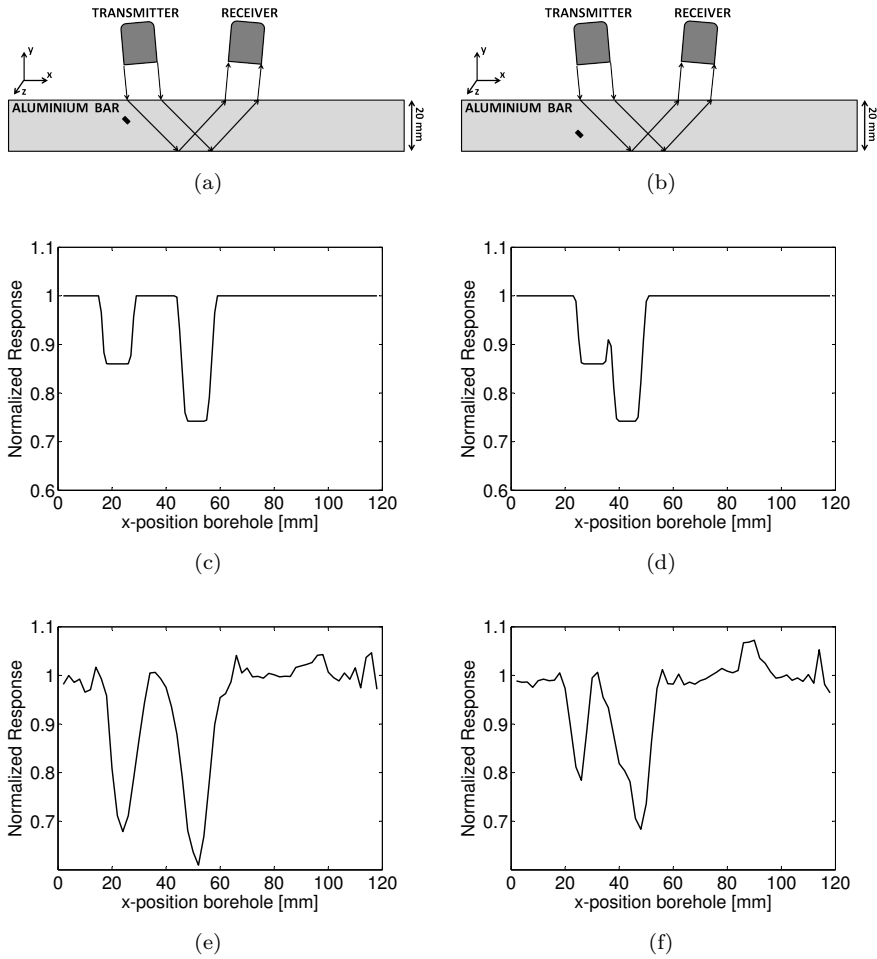 TRANSMITTER
RECEIVER
y
x
z
ALUMINIUM BAR
20 mm
(a)
TRANSMITTER
RECEIVER
y
x
z
ALUMINIUM BAR
20 mm
(b)
1.1
1
0.9
0.8
0.7
0.6
Normalized Response
0 20 40 60 80 100 120
x-position borehole [mm]
(c)
1.1
1
0.9
0.8
0.7
0.6
Normalized Response
0 20 40 60 80 100 120
x-position borehole [mm]
(d)
1.1
1
0.9
0.8
0.7
Normalized Response
0 20 40 60 80 100 120
x-position borehole [mm]
(e)
1.1
1
0.9
0.8
0.7
Normalized Response
0 20 40 60 80 100 120
x-position borehole [mm]
(f)